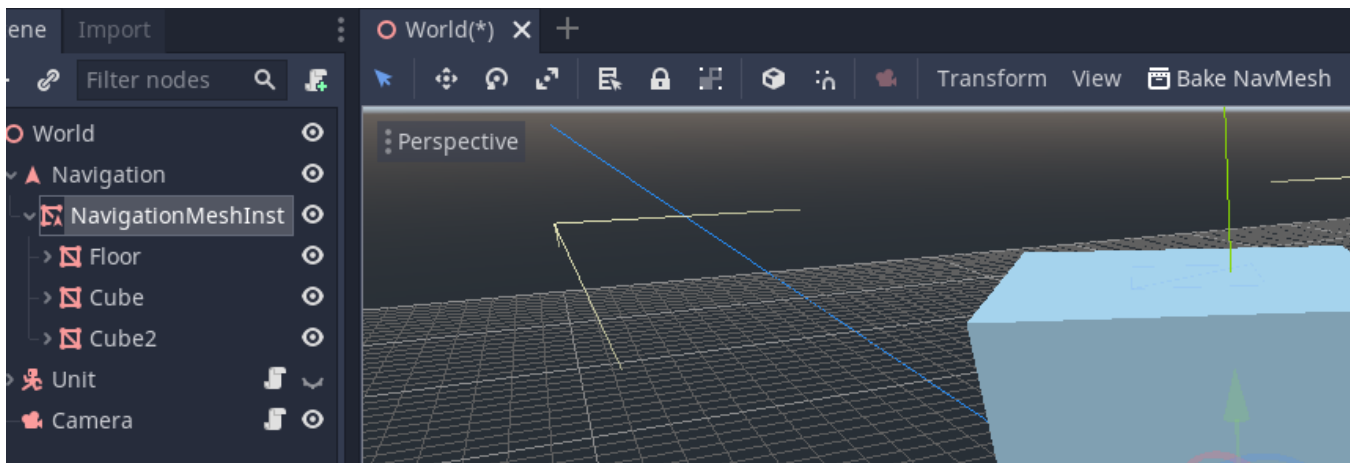 ene Import World(*)
Filter nodes Transform View Bake NavMesh
World
Perspective
Navigation
NavigationMeshInst
Floor
Cube
Cube2
Unit
Camera